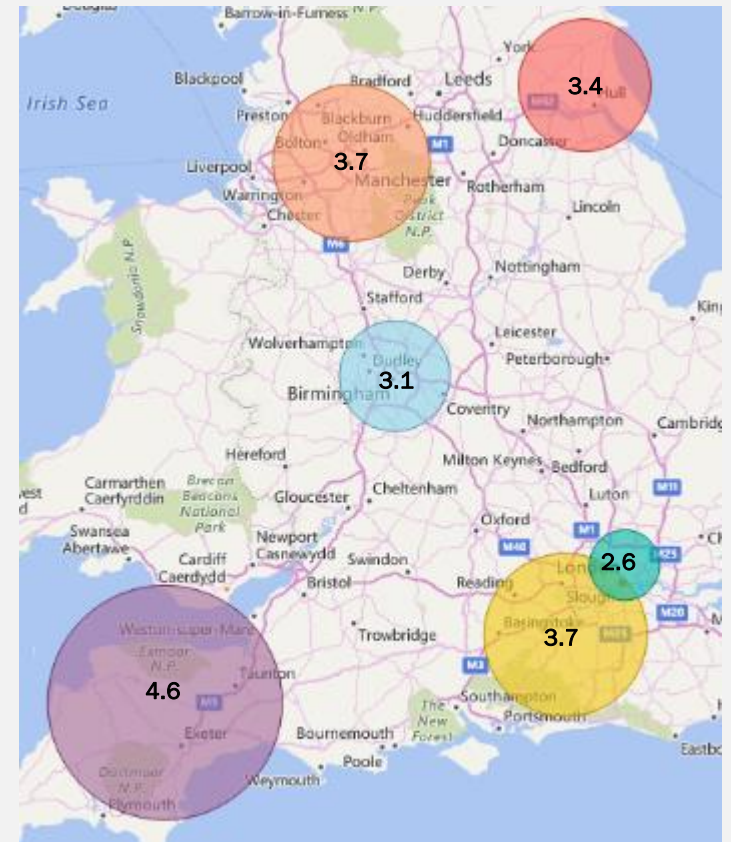 Barrow-in-Furness
N.P.
York
3.4
Hull
Blackpool
Bradford
Leeds
Irish Sea
Preston
Blackburn
Huddersfield
Oldham
Bolton
M1
Doncaster
3.7
Liverpool
Manchester
Rotherham
Warrington
Peak
District
N.P.
Chester
Lincoln
M6
Snowdonia N.P.
Derby
Nottingham
Stafford
Leicester
Wolverhampton
Dudley
Peterborough
3.1
Birmingham
Coventry
Northampton
Hereford
Milton Keynes
Bedford
Carmarthen
Caerfyrddin
Brecon
Beacons
National
Park
Gloucester
Cheltenham
M11
Luton
Swansea
Abertawe
Newport
Casnewydd
Oxford
M1
M40
M25
Cardiff
Caerdydd
Swindon
2.6
Bristol
Reading
Slough
M20
Weston-super-Mare
Trowbridge
Basingstoke
3.7
Exmoor
N.P.
M3
Taunton
4.6
M5
Southampton
The
New
Forest
Portsmouth
Exeter
Bournemouth
Poole
Dartmoor
N.P.
Weymouth
Plymouth